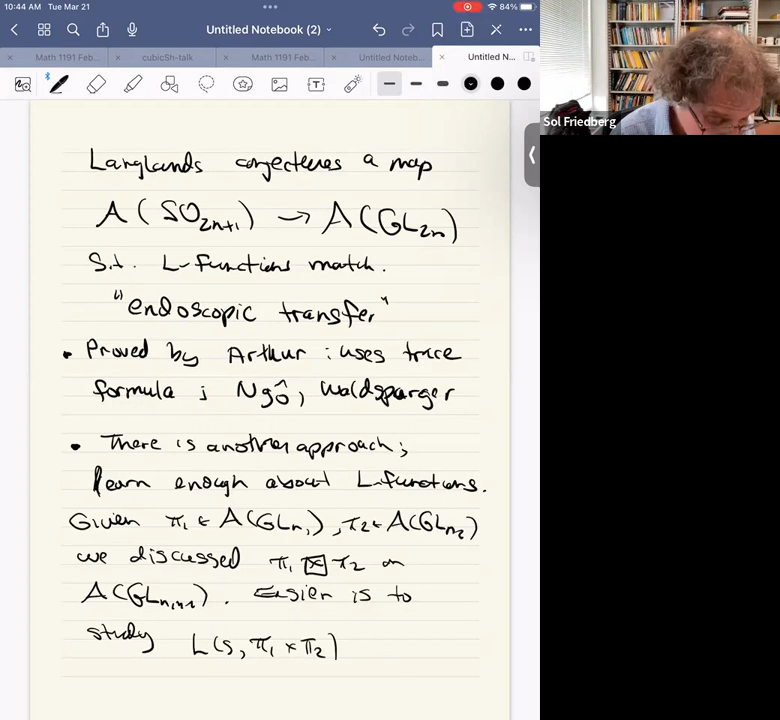 10:44 AM Tue Mar 21
84%
Untitled Notebook (2)
Math 1191 Feb...
cubicSh-talk
Math 1191 Feb...
Untitled Noteb...
Untitled N...
Sol Friedberg
Langlands conjectures a map
A(SO₂ₙ₊₁) → A(GL₂ₙ)
s.t. L-functions match.
"endoscopic transfer"
• Proved by Arthur : uses trace
formula ; Ngô, Waldspurger
• There is another approach;
learn enough about L-functions.
Given π₁ ∈ A(GLₙ₁), π₂ ∈ A(GLₙ₂)
we discussed π₁ ⊠ π₂ on
A(GLₙ₁ₙ₂). Easier is to
study L(s, π₁ × π₂)